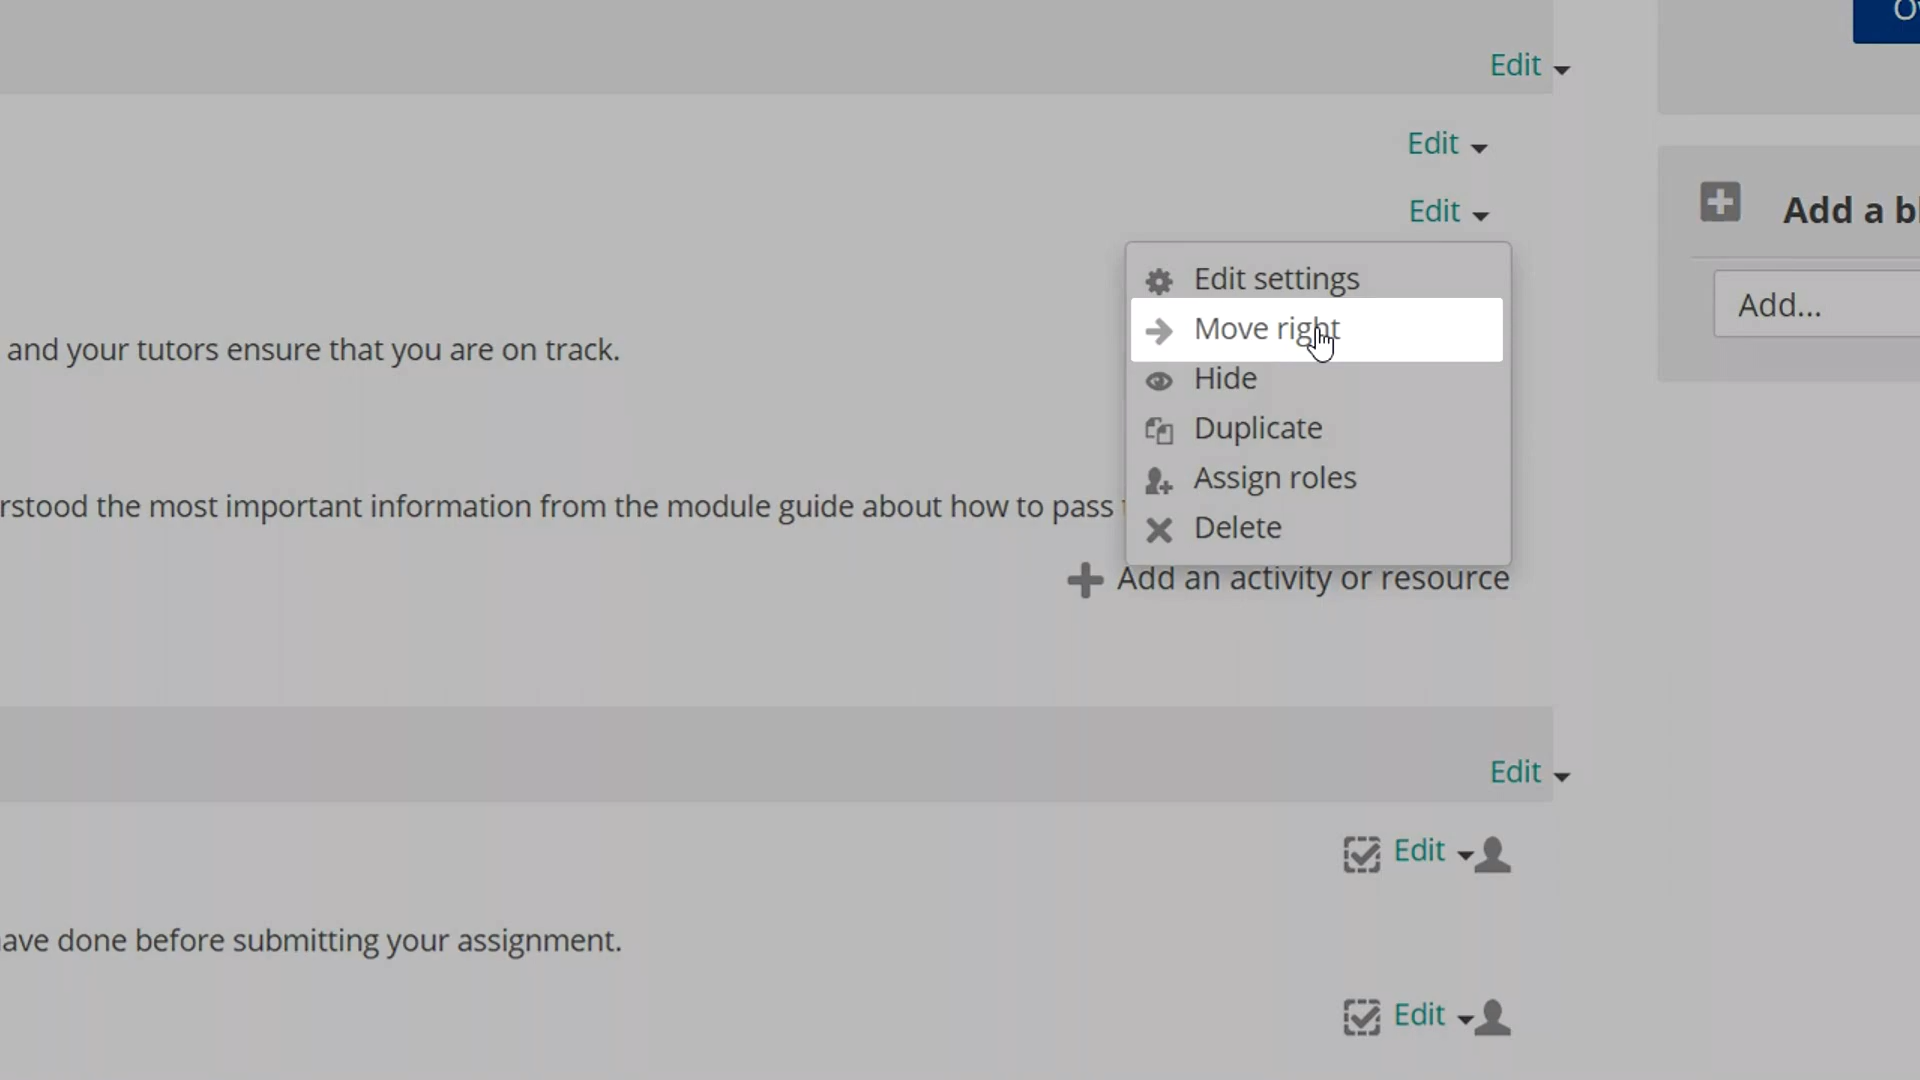 Edit
Edit
Edit
Add a
Edit settings
Add...
Move right
and your tutors ensure that you are on track.
Hide
Duplicate
Assign roles
the most important information from the module guide about how to pass
Delete
Add an activity or resource
Edit
Edit
done before submitting your assignment.
Edit